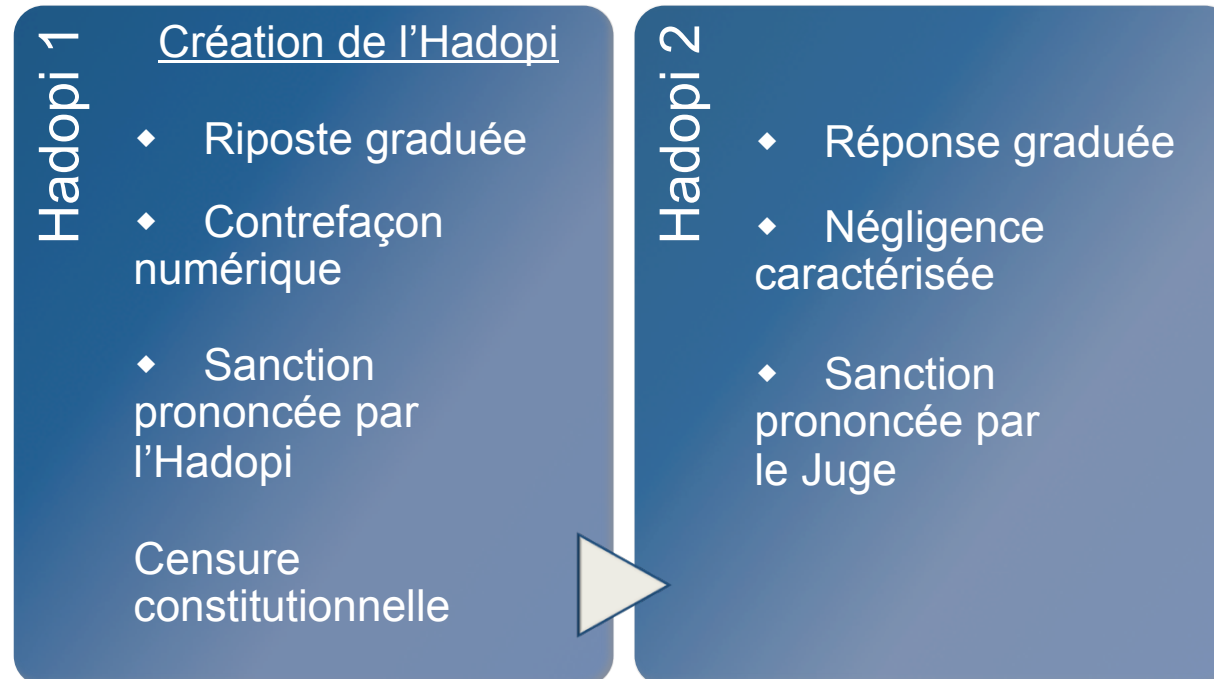 Hadopi 1
Création de l’Hadopi
◆ Riposte graduée
◆ Contrefaçon
numérique
◆ Sanction
prononcée par
l’Hadopi
Censure
constitutionnelle
Hadopi 2
◆ Réponse graduée
◆ Négligence
caractérisée
◆ Sanction
prononcée par
le Juge